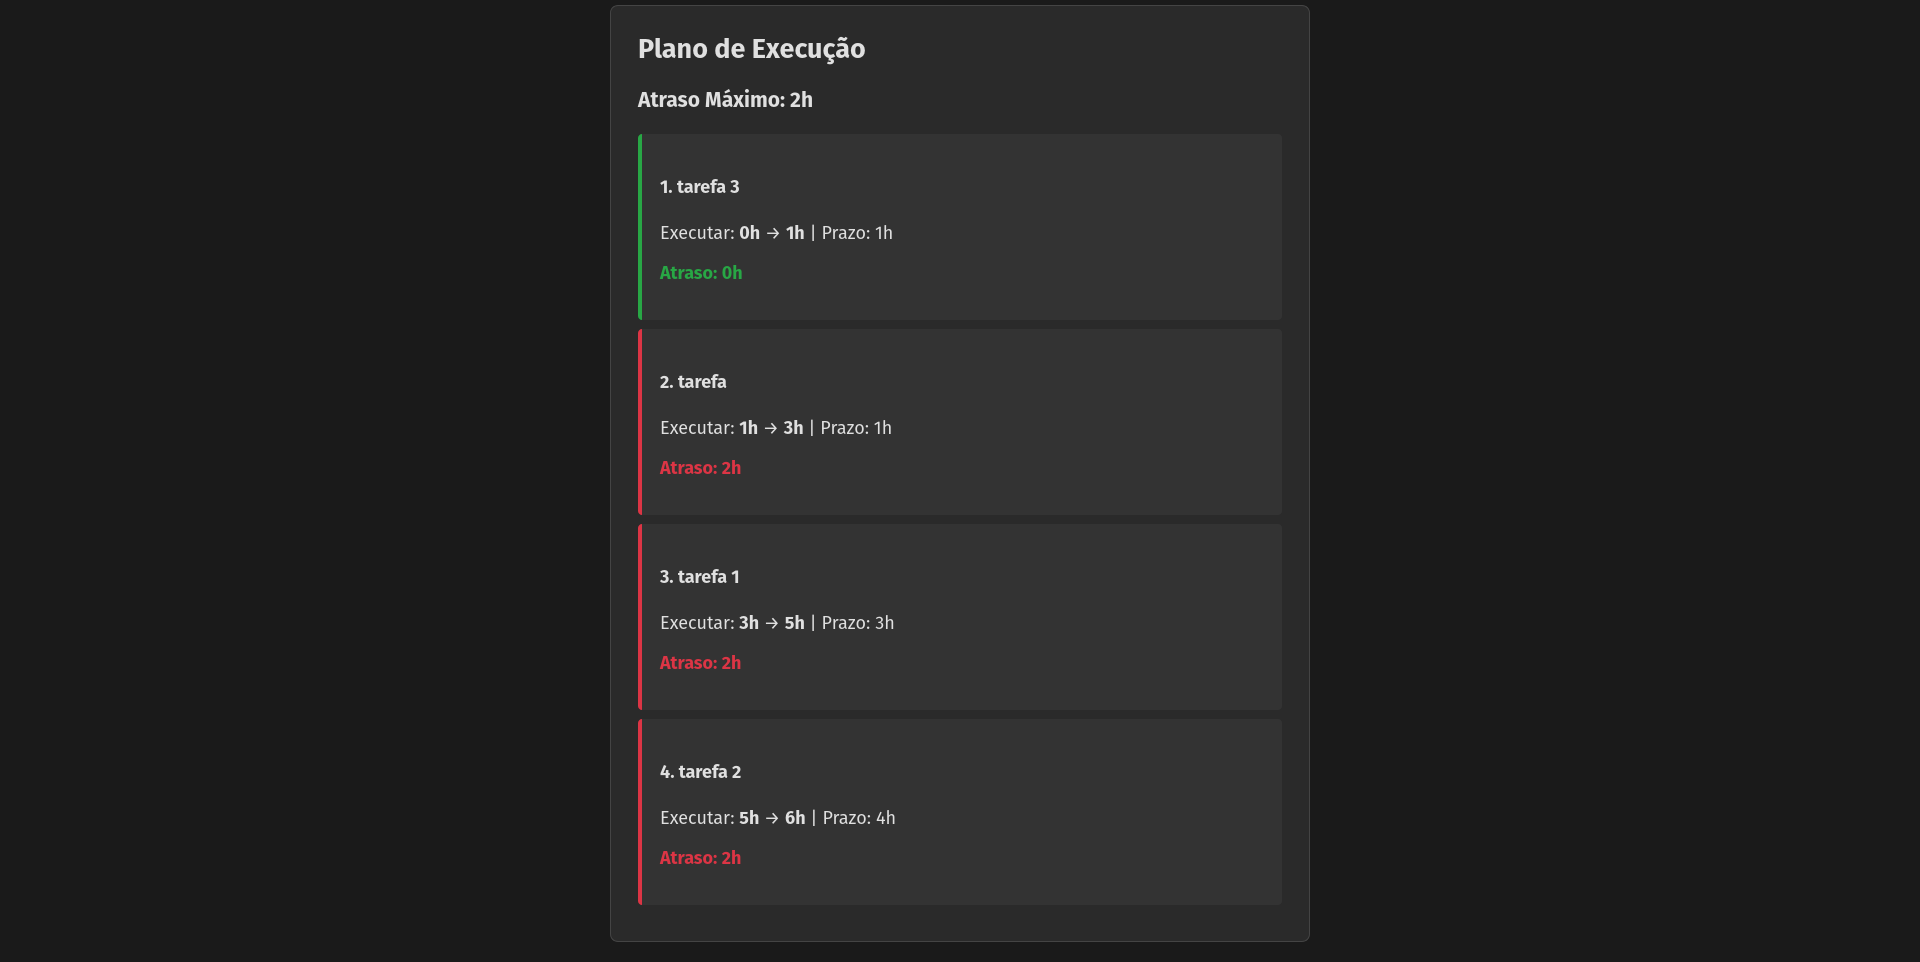 Plano de Execução
Atraso Máximo: 2h
1. tarefa 3
Executar: 0h → 1h | Prazo: 1h
Atraso: 0h
2. tarefa
Executar: 1h → 3h | Prazo: 1h
Atraso: 2h
3. tarefa 1
Executar: 3h → 5h | Prazo: 3h
Atraso: 2h
4. tarefa 2
Executar: 5h → 6h | Prazo: 4h
Atraso: 2h